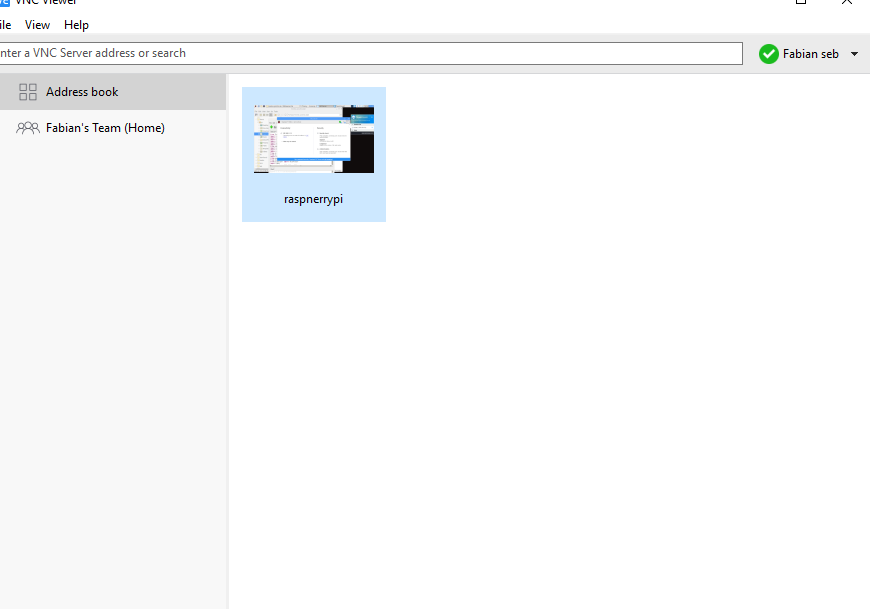 VNC Viewer
ile View Help
nter a VNC Server address or search
Fabian seb
Address book
Fabian's Team (Home)
raspnerrypi